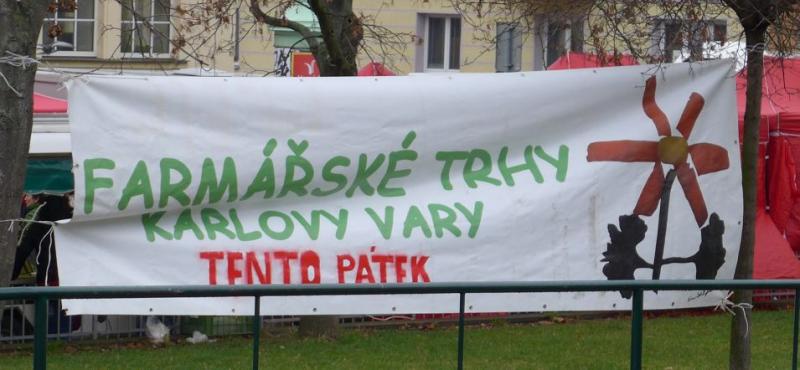 FARMÁŘSKÉ TRHY
KARLOVY VARY
TENTO PÁTEK